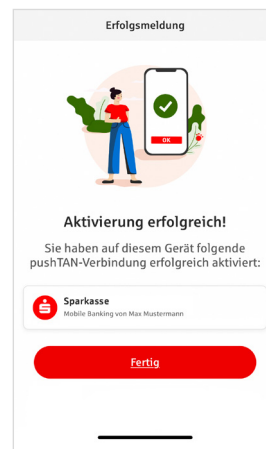 Erfolgsmeldung
OK
Aktivierung erfolgreich!
Sie haben auf diesem Gerät folgende
pushTAN-Verbindung erfolgreich aktiviert:
Sparkasse
Mobile Banking von Max Mustermann
Fertig